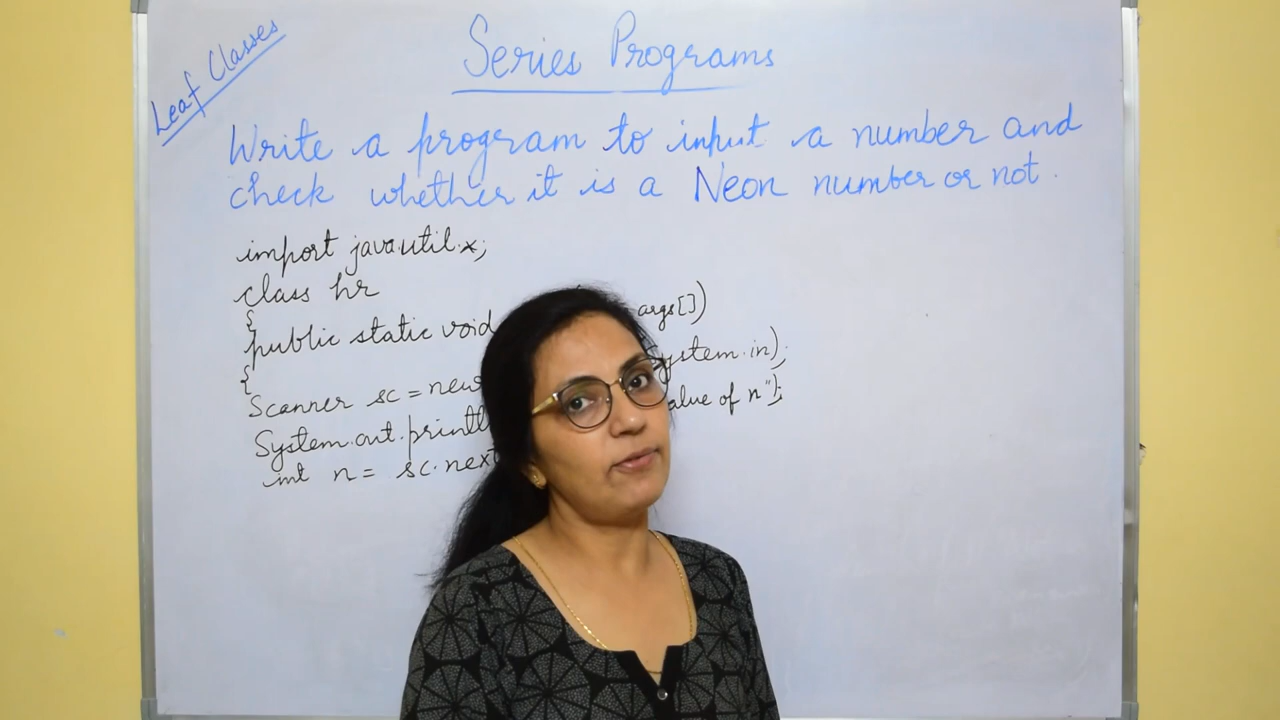 Leaf Classes
Series Programs
Write a program to input a number and
check whether it is a Neon number or not.
import java.util.*;
class hr
{
public static void args[])
{
Scanner sc = new System.in);
System.out.println value of n");
int n = sc.next